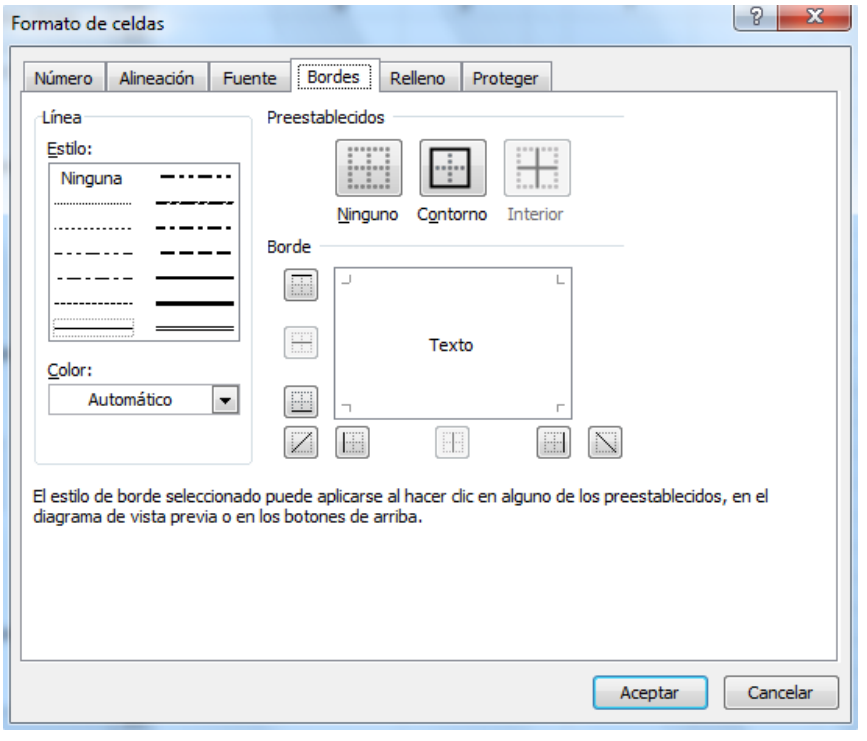 Formato de celdas
Número Alineación Fuente Bordes Relleno Proteger
Línea
Estilo:
Ninguna
Color:
Automático
Preestablecidos
Ninguno Contorno Interior
Borde
Texto
El estilo de borde seleccionado puede aplicarse al hacer clic en alguno de los preestablecidos, en el
diagrama de vista previa o en los botones de arriba.
Aceptar Cancelar